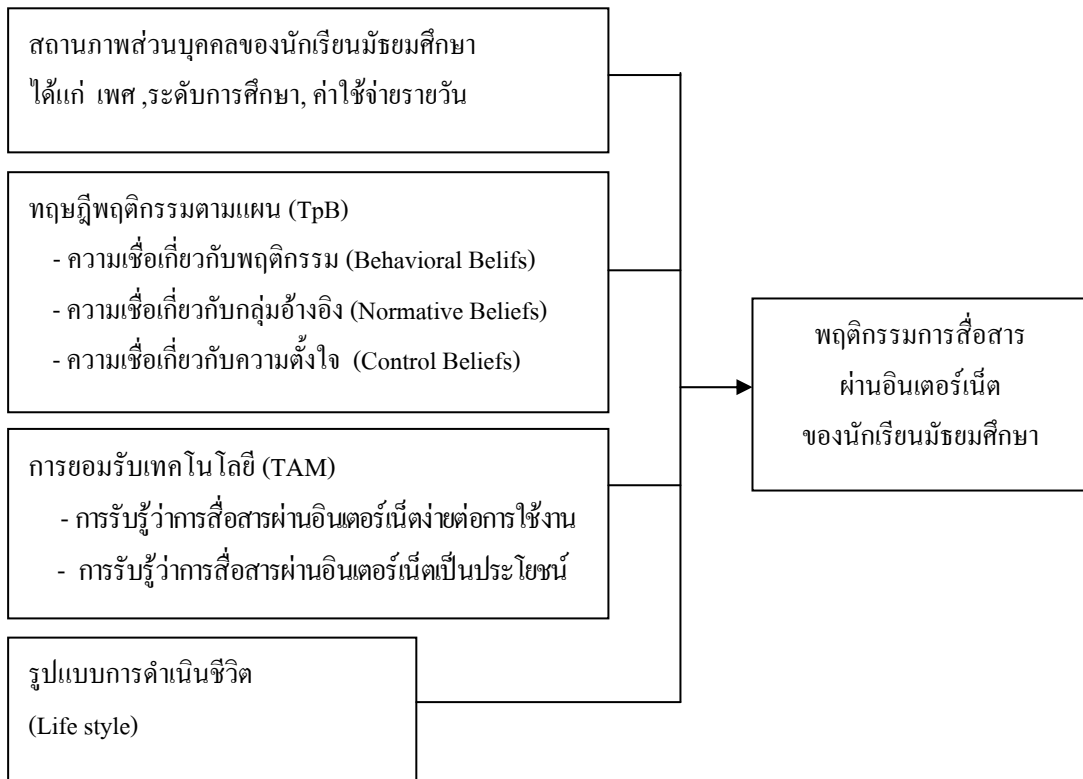 สถานภาพส่วนบุคคลของนักเรียนมัธยมศึกษา
ได้แก่ เพศ ,ระดับการศึกษา, ค่าใช้จ่ายรายวัน
ทฤษฎีพฤติกรรมตามแผน (TpB)
- ความเชื่อเกี่ยวกับพฤติกรรม (Behavioral Belifs)
- ความเชื่อเกี่ยวกับกลุ่มอ้างอิง (Normative Beliefs)
- ความเชื่อเกี่ยวกับความตั้งใจ (Control Beliefs)
การยอมรับเทคโนโลยี (TAM)
- การรับรู้ว่าการสื่อสารผ่านอินเตอร์เน็ตง่ายต่อการใช้งาน
- การรับรู้ว่าการสื่อสารผ่านอินเตอร์เน็ตเป็นประโยชน์
รูปแบบการดำเนินชีวิต
(Life style)
พฤติกรรมการสื่อสาร
ผ่านอินเตอร์เน็ต
ของนักเรียนมัธยมศึกษา